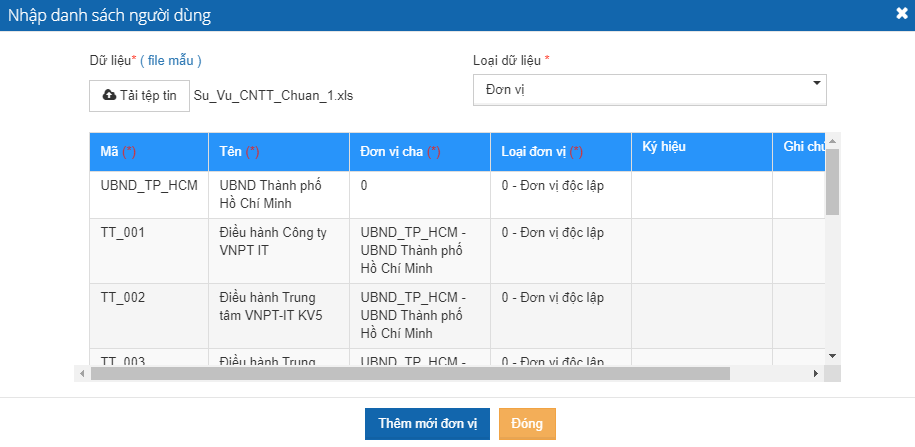 Nhập danh sách người dùng
Dữ liệu* ( file mẫu )
Loại dữ liệu *
Tải tệp tin Su_Vu_CNTT_Chuan_1.xls
Đơn vị
Mã (*) Tên (*) Đơn vị cha (*) Loại đơn vị (*) Ký hiệu Ghi chú
UBND_TP_HCM UBND Thành phố 0 0 - Đơn vị độc lập
Hồ Chí Minh
TT_001 Điều hành Công ty UBND_TP_HCM - 0 - Đơn vị độc lập
VNPT IT UBND Thành phố
Hồ Chí Minh
TT_002 Điều hành Trung UBND_TP_HCM - 0 - Đơn vị độc lập
tâm VNPT-IT KV5 UBND Thành phố
Hồ Chí Minh
TT_003 Điều hành Trung UBND_TP_HCM - 0 - Đơn vị độc lập
Thêm mới đơn vị Đóng